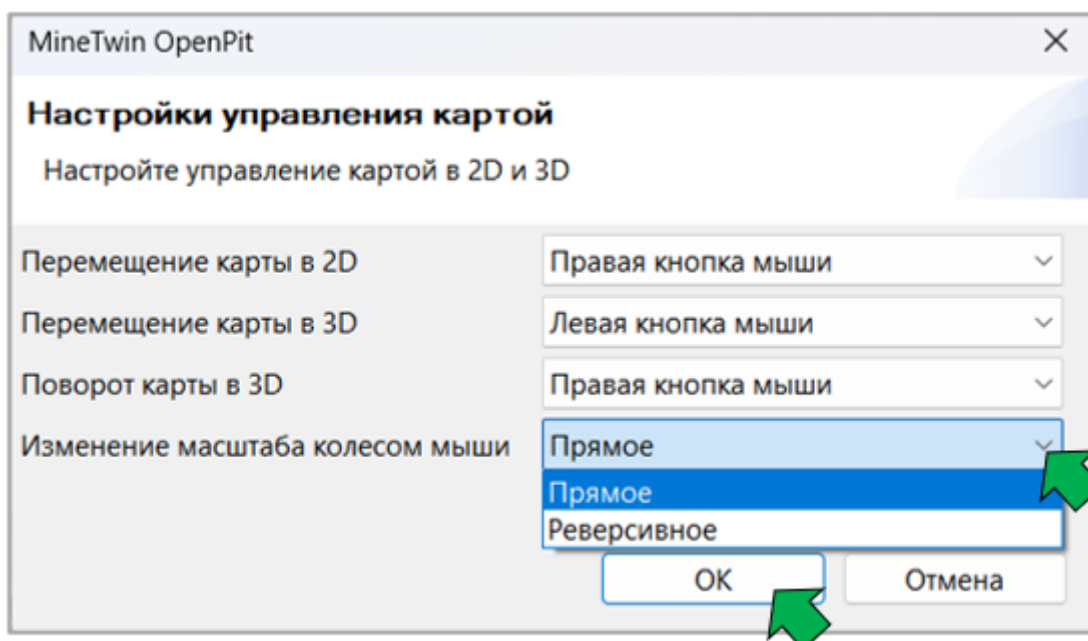 MineTwin OpenPit
Настройки управления картой
Настройте управление картой в 2D и 3D
Перемещение карты в 2D Правая кнопка мыши
Перемещение карты в 3D Левая кнопка мыши
Поворот карты в 3D Правая кнопка мыши
Изменение масштаба колесом мыши Прямое
Прямое
Реверсивное
ОК Отмена